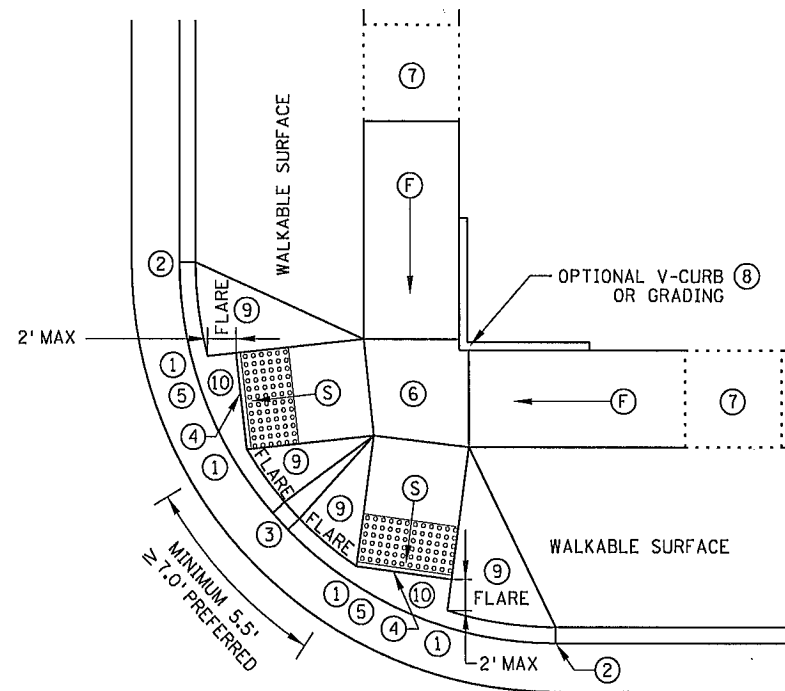 7
WALKABLE SURFACE
F
2
OPTIONAL V-CURB 8
OR GRADING
FLARE
9
2' MAX
1
5
10
S
6
F
7
4
1
FLARE
9
S
3
9
FLARE
WALKABLE SURFACE
MINIMUM 5.5'
≥ 7.0' PREFERRED
9
FLARE
10
1
5
4
1
2' MAX
2